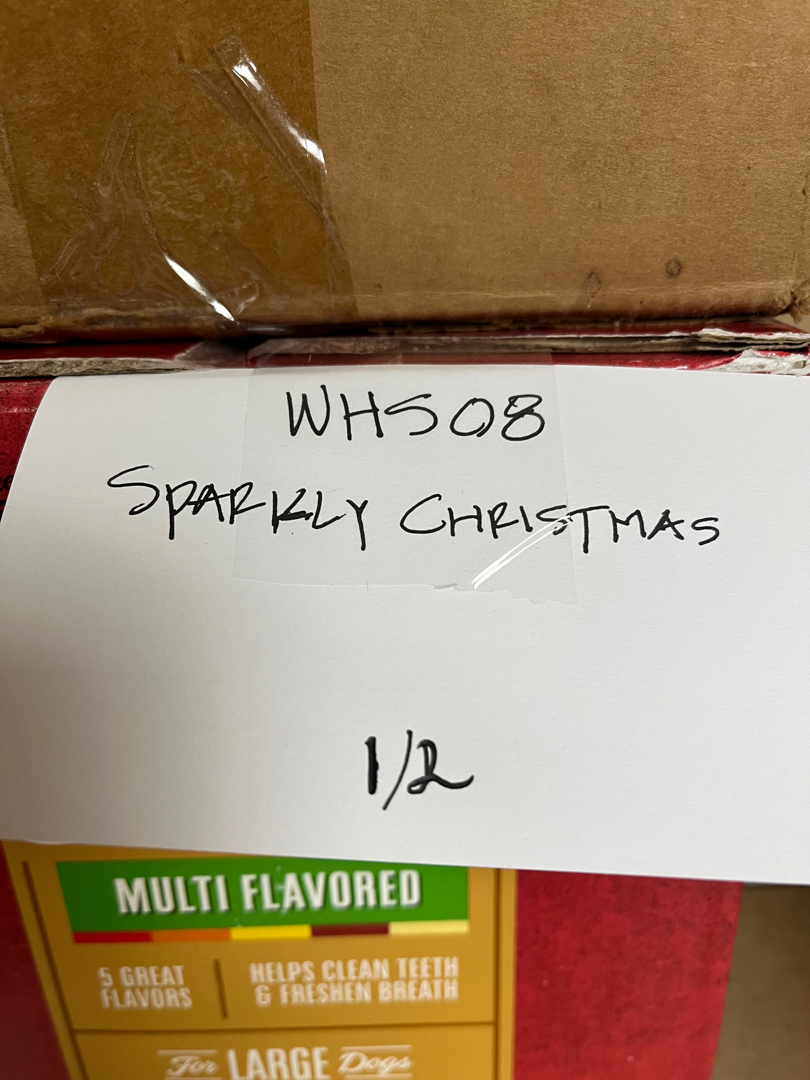 WHS08
SPARKLY CHRISTMAS
1/2
MULTI FLAVORED
5 GREAT FLAVORS
HELPS CLEAN TEETH & FRESHEN BREATH
For LARGE Dogs